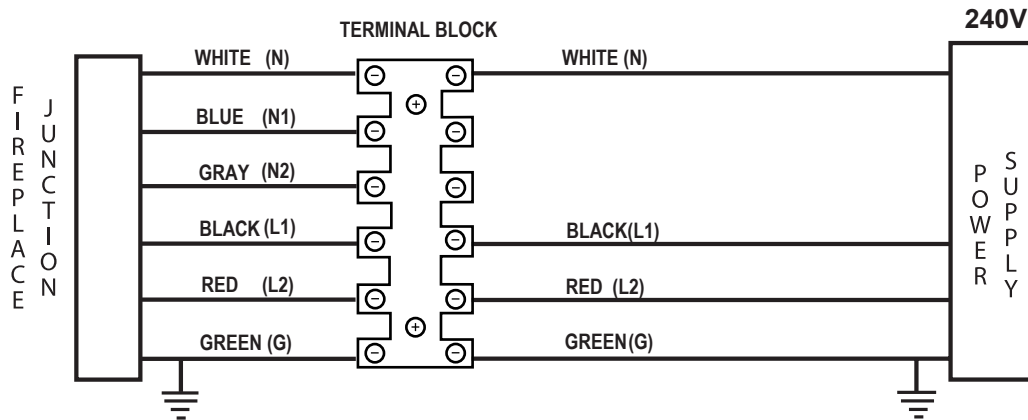 240V
TERMINAL BLOCK
WHITE (N)
WHITE (N)
BLUE (N1)
GRAY (N2)
BLACK (L1)
BLACK(L1)
RED (L2)
RED (L2)
GREEN (G)
GREEN(G)
FIREPLACE
JUNCTION
POWER
SUPPLY